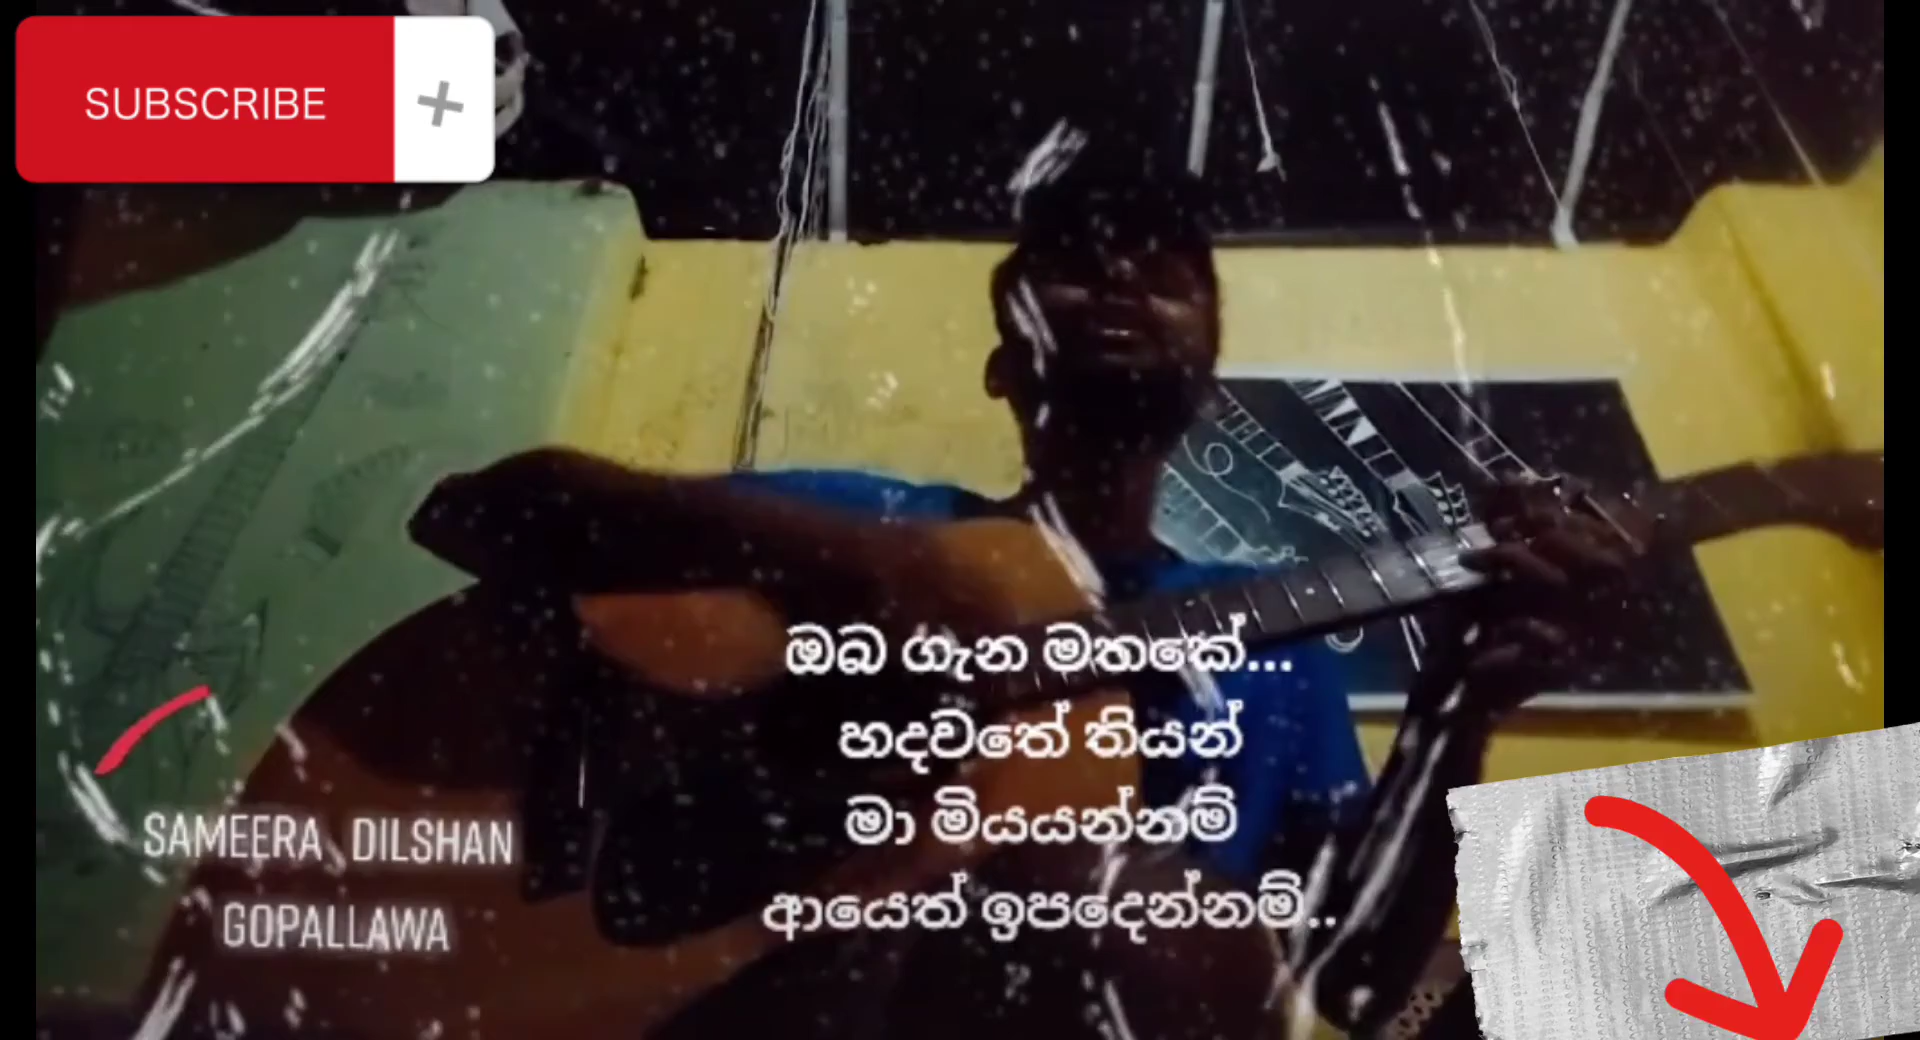 SUBSCRIBE +
ඔබ ගැන මතකේ...
හදවතේ තියන්
මා මියයන්නම්
ආයෙත් ඉපදෙන්නම්..
SAMEERA DILSHAN
GOPALLAWA